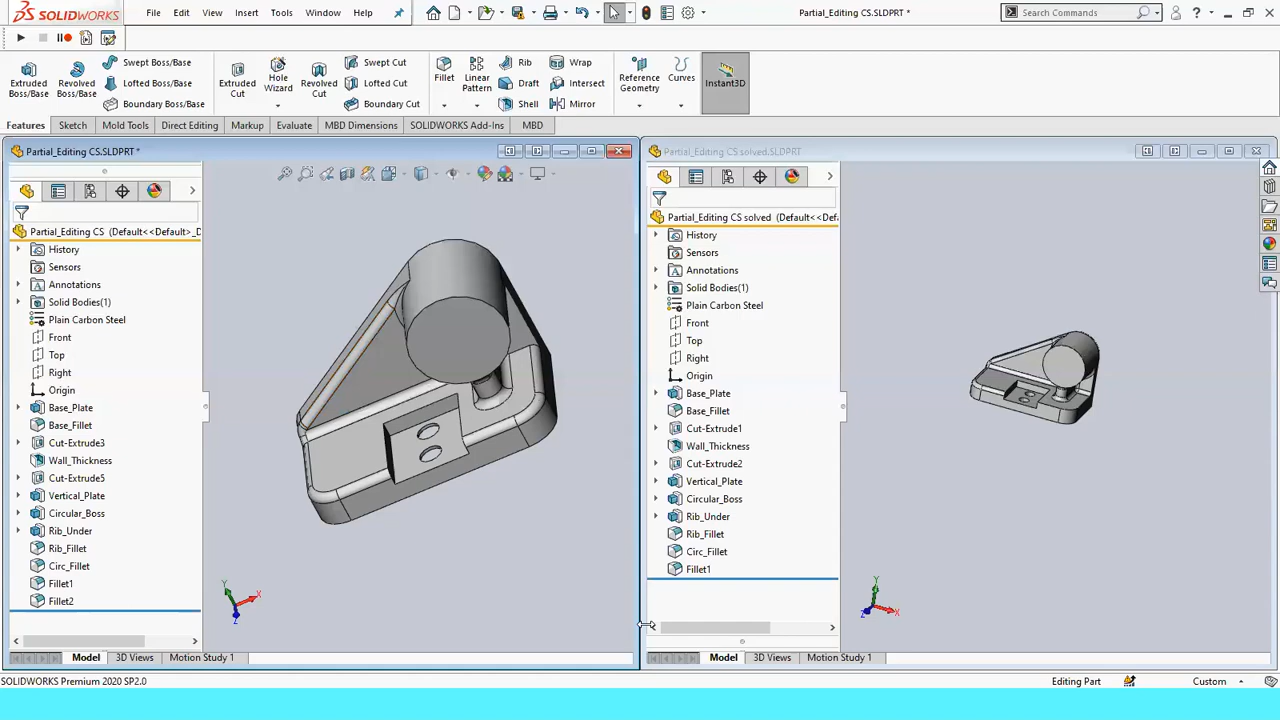 SOLIDWORKS File Edit View Insert Tools Window Help Partial_Editing CS.SLDPRT * Search Commands
Extruded Boss/Base Revolved Boss/Base Swept Boss/Base Lofted Boss/Base Boundary Boss/Base Extruded Cut Hole Wizard Revolved Cut Swept Cut Lofted Cut Boundary Cut Fillet Linear Pattern Rib Draft Shell Wrap Intersect Mirror Reference Geometry Curves Instant3D
Features Sketch Mold Tools Direct Editing Markup Evaluate MBD Dimensions SOLIDWORKS Add-Ins MBD
Partial_Editing CS.SLDPRT *
Partial_Editing CS (Default<<Default>_D
History
Sensors
Annotations
Solid Bodies(1)
Plain Carbon Steel
Front
Top
Right
Origin
Base_Plate
Base_Fillet
Cut-Extrude3
Wall_Thickness
Cut-Extrude5
Vertical_Plate
Circular_Boss
Rib_Under
Rib_Fillet
Circ_Fillet
Fillet1
Fillet2
Y X Z
Model 3D Views Motion Study 1
Partial_Editing CS solved.SLDPRT
Partial_Editing CS solved (Default<<Def
History
Sensors
Annotations
Solid Bodies(1)
Plain Carbon Steel
Front
Top
Right
Origin
Base_Plate
Base_Fillet
Cut-Extrude1
Wall_Thickness
Cut-Extrude2
Vertical_Plate
Circular_Boss
Rib_Under
Rib_Fillet
Circ_Fillet
Fillet1
Y X Z
Model 3D Views Motion Study 1
SOLIDWORKS Premium 2020 SP2.0 Editing Part Custom